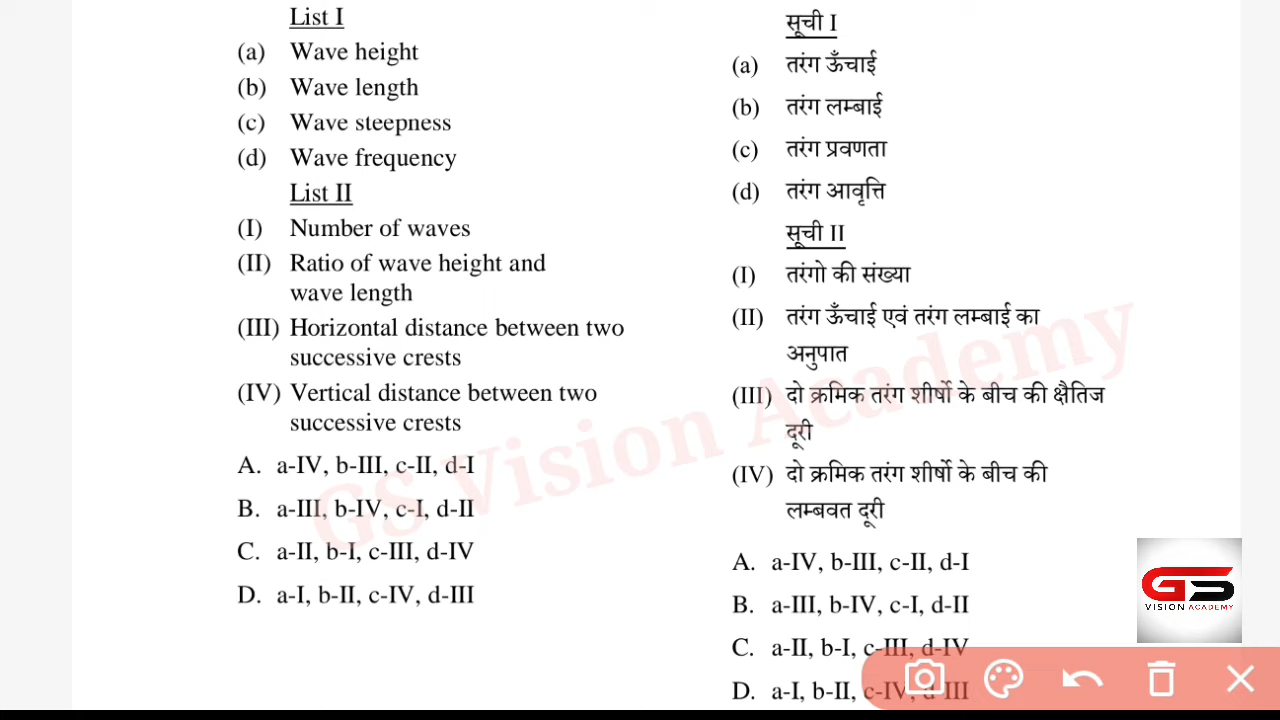 List I
(a) Wave height
(b) Wave length
(c) Wave steepness
(d) Wave frequency
List II
(I) Number of waves
(II) Ratio of wave height and
wave length
(III) Horizontal distance between two
successive crests
(IV) Vertical distance between two
successive crests
A. a-IV, b-III, c-II, d-I
B. a-III, b-IV, c-I, d-II
C. a-II, b-I, c-III, d-IV
D. a-I, b-II, c-IV, d-III
सूची I
(a) तरंग ऊँचाई
(b) तरंग लम्बाई
(c) तरंग प्रवणता
(d) तरंग आवृत्ति
सूची II
(I) तरंगो की संख्या
(II) तरंग ऊँचाई एवं तरंग लम्बाई का
अनुपात
(III) दो क्रमिक तरंग शीर्षो के बीच की क्षैतिज
दूरी
(IV) दो क्रमिक तरंग शीर्षो के बीच की
लम्बवत दूरी
A. a-IV, b-III, c-II, d-I
B. a-III, b-IV, c-I, d-II
C. a-II, b-I, c-III, d-IV
D. a-I, b-II, c-IV, d-III
GS Vision Academy
GS
VISION ACADEMY